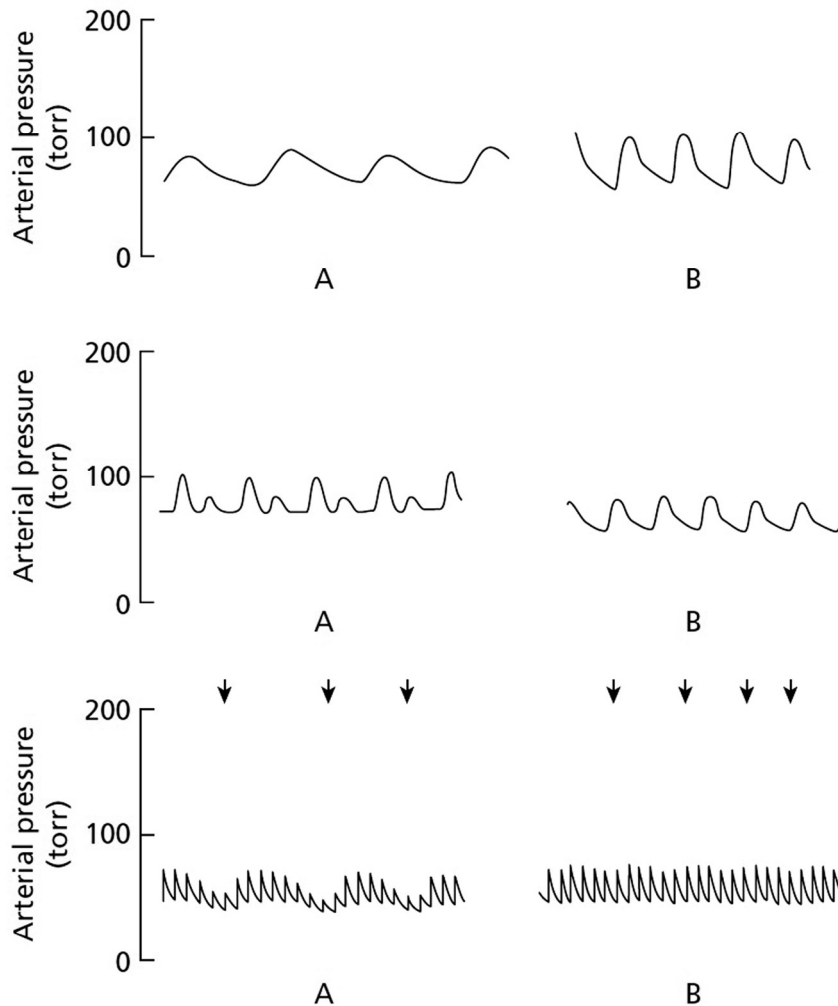 200
Arterial pressure
(torr)
100
0
A
B
200
Arterial pressure
(torr)
100
0
A
B
200
Arterial pressure
(torr)
100
0
A
B